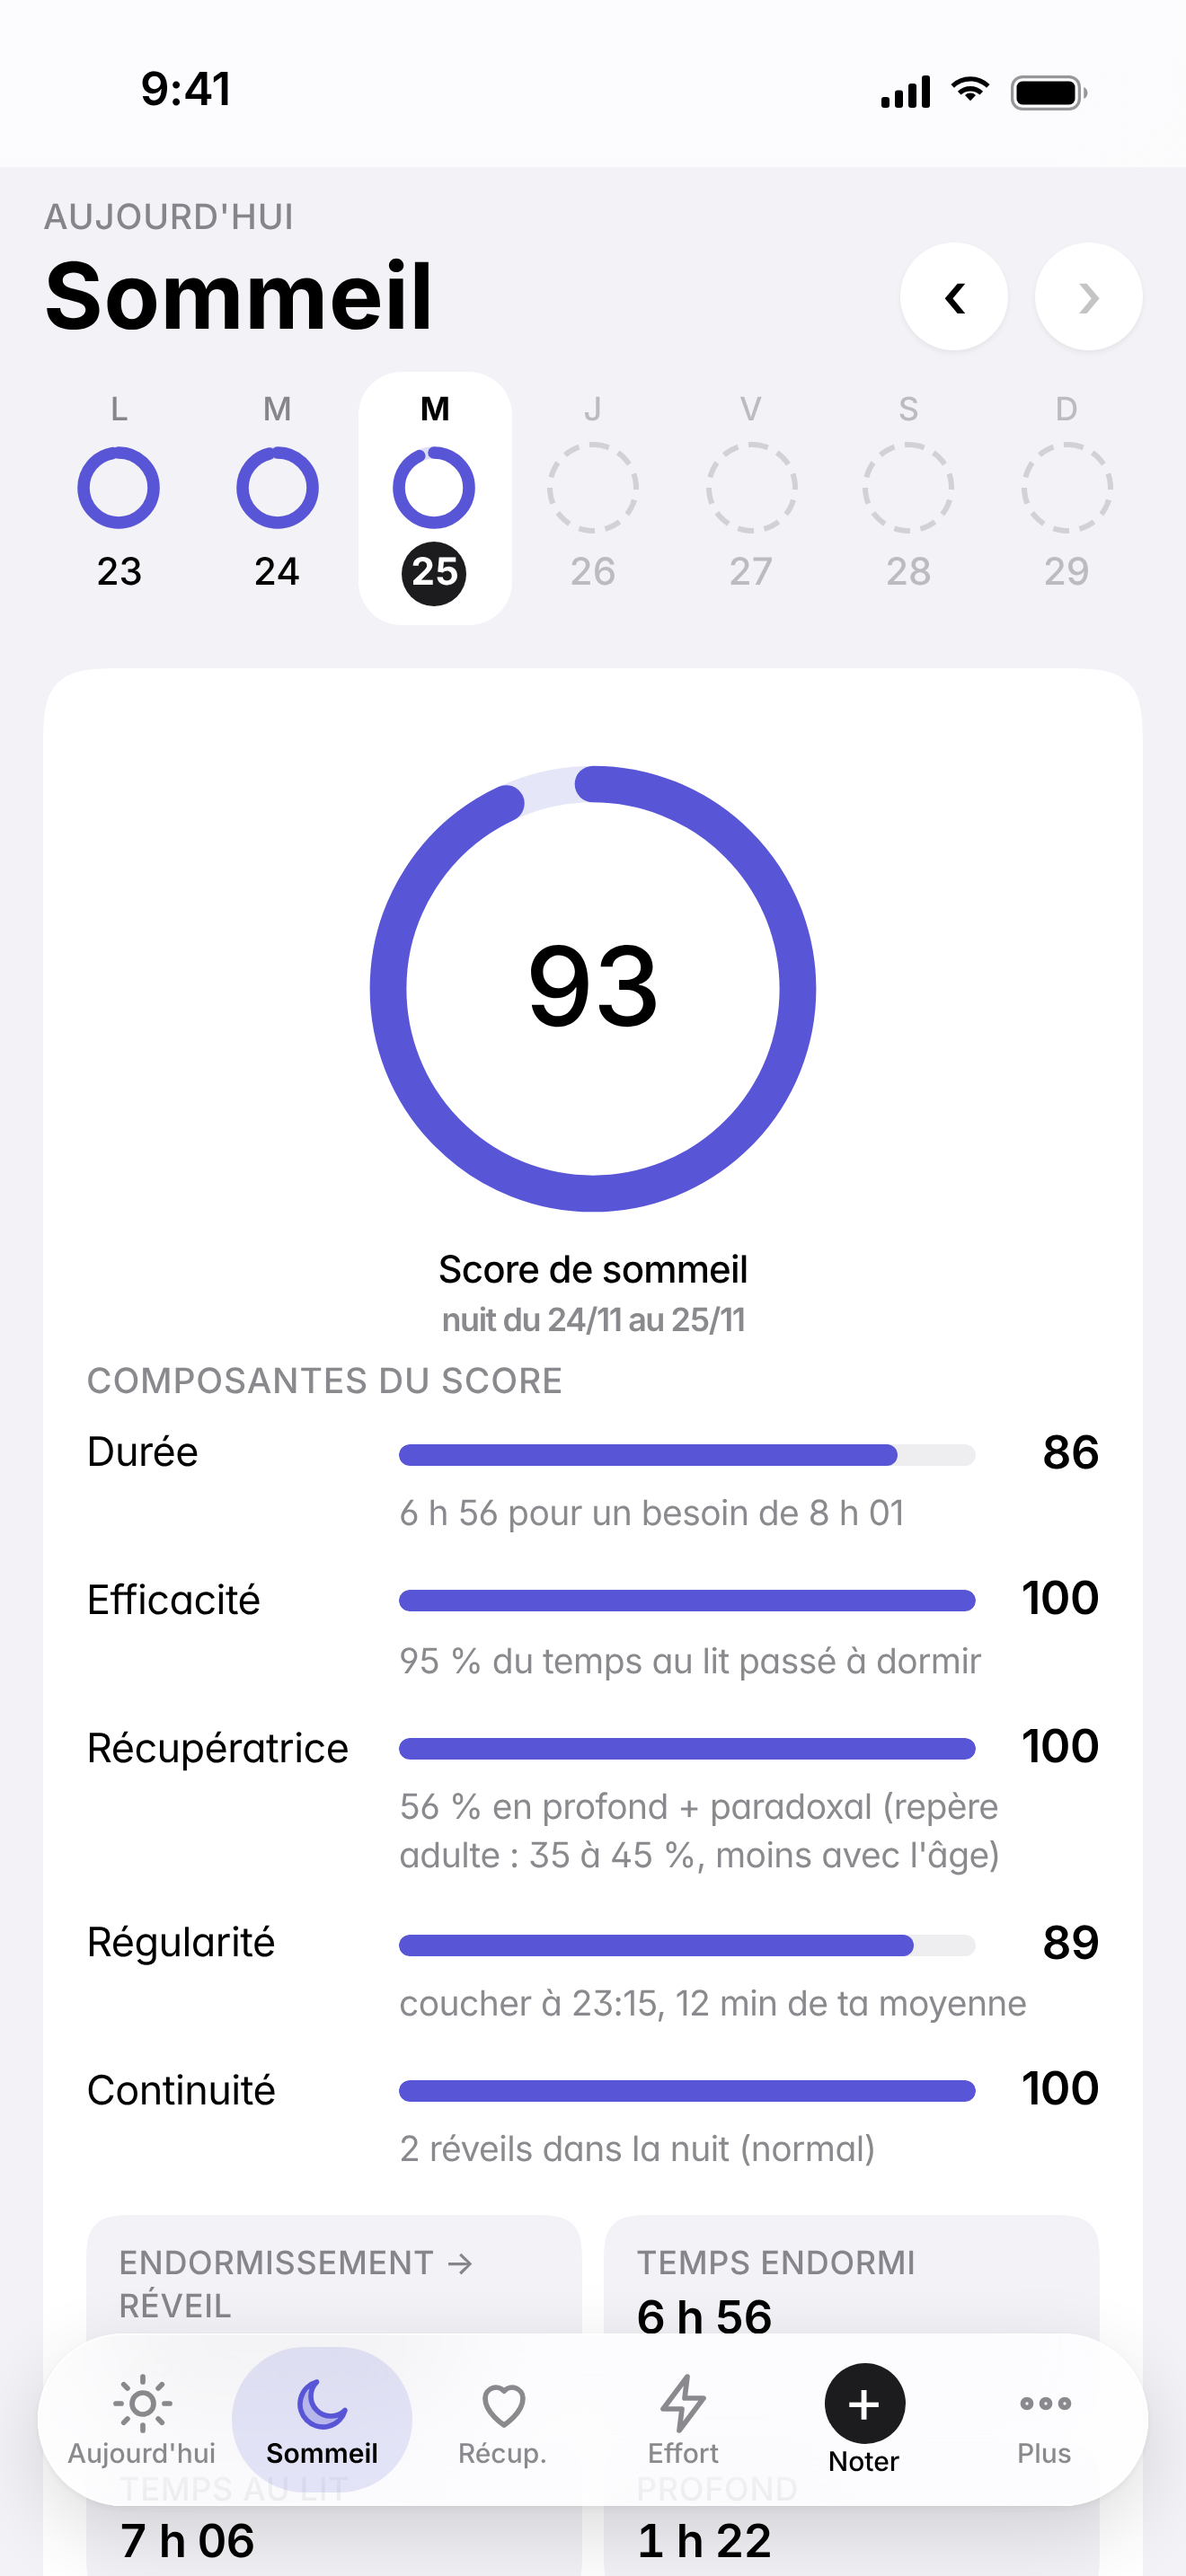 9:41
AUJOURD'HUI
Sommeil
L M M J V S D
23 24 25 26 27 28 29
93
Score de sommeil
nuit du 24/11 au 25/11
COMPOSANTES DU SCORE
Durée 86
6 h 56 pour un besoin de 8 h 01
Efficacité 100
95 % du temps au lit passé à dormir
Récupératrice 100
56 % en profond + paradoxal (repère
adulte : 35 à 45 %, moins avec l'âge)
Régularité 89
coucher à 23:15, 12 min de ta moyenne
Continuité 100
2 réveils dans la nuit (normal)
ENDORMISSEMENT →
RÉVEIL
TEMPS ENDORMI
6 h 56
Aujourd'hui Sommeil Récup. Effort Noter Plus
TEMPS AU LIT
7 h 06
PROFOND
1 h 22